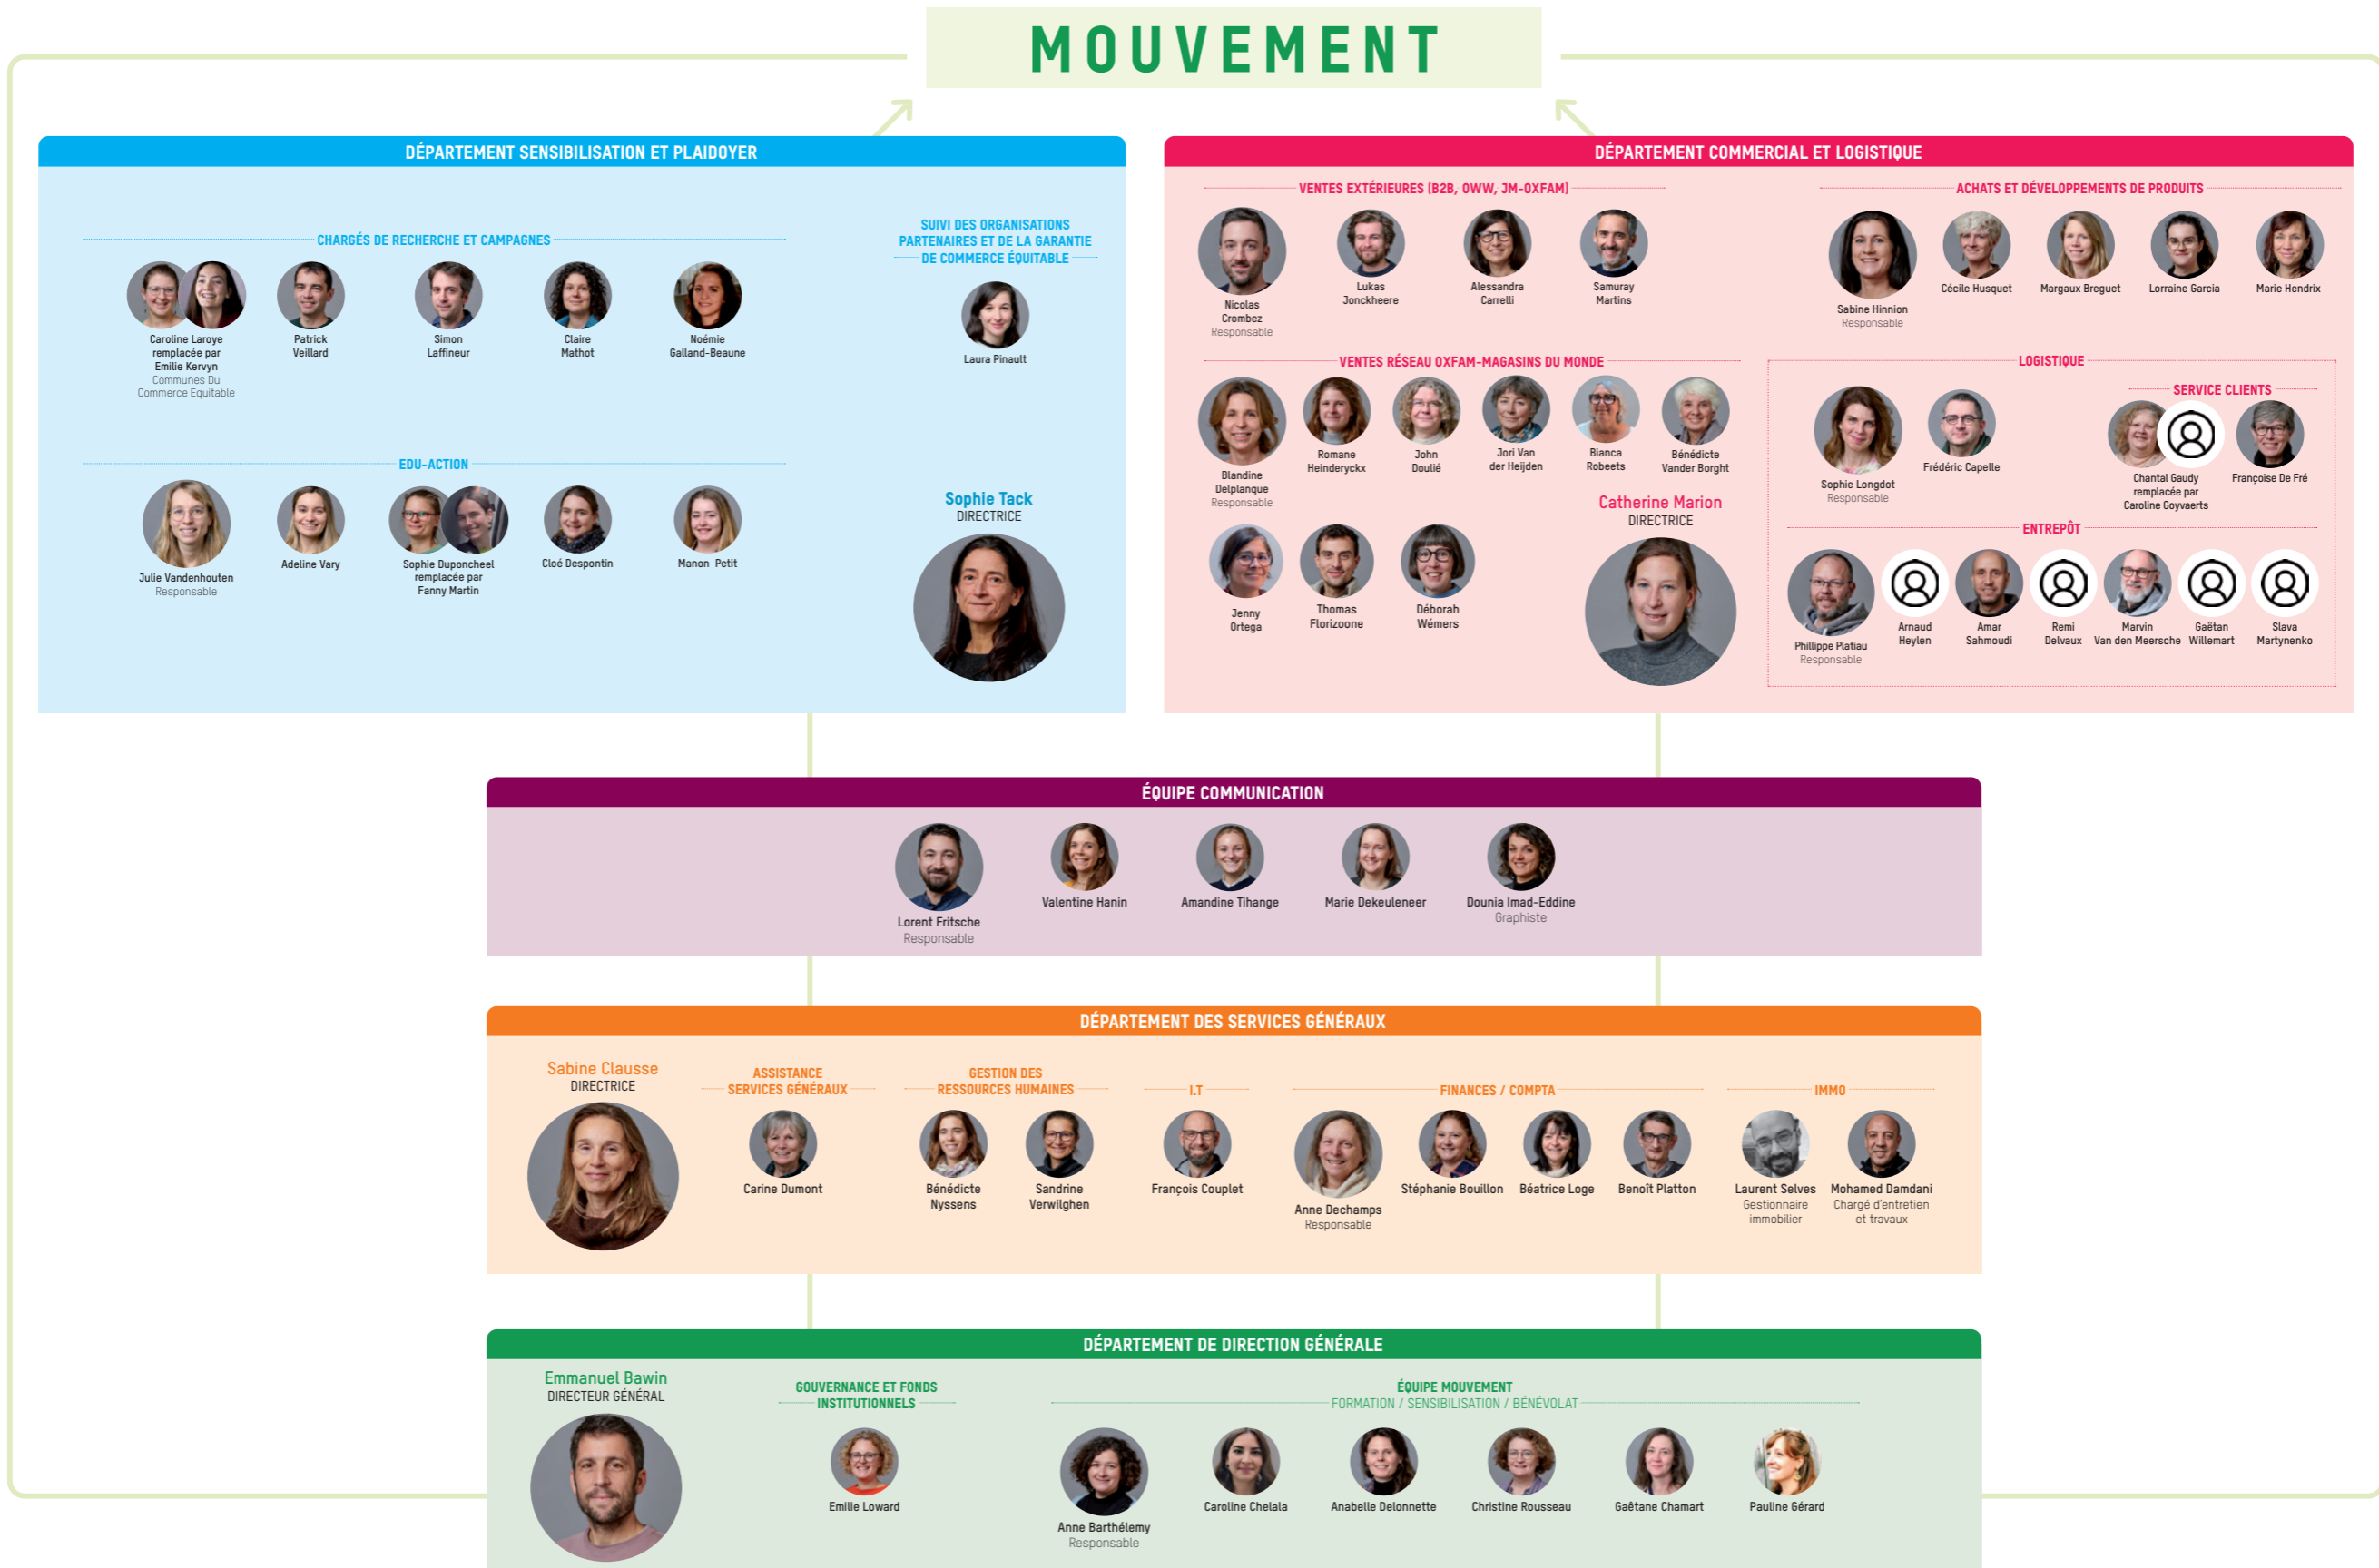 MOUVEMENT
DÉPARTEMENT SENSIBILISATION ET PLAIDOYER
CHARGÉS DE RECHERCHE ET CAMPAGNES
Caroline Laroye
remplacée par
Emilie Kervyn
Communes Du
Commerce Equitable
Patrick
Veillard
Simon
Laffineur
Claire
Mathot
Noémie
Galland-Beaune
SUIVI DES ORGANISATIONS
PARTENAIRES ET DE LA GARANTIE
DE COMMERCE ÉQUITABLE
Laura Pinault
EDU-ACTION
Julie Vandenhouten
Responsable
Adeline Vary
Sophie Duponcheel
remplacée par
Fanny Martin
Cloé Despontin
Manon Petit
Sophie Tack
DIRECTRICE
DÉPARTEMENT COMMERCIAL ET LOGISTIQUE
VENTES EXTÉRIEURES (B2B, OWW, JM-OXFAM)
Nicolas
Crombez
Responsable
Lukas
Jonckheere
Alessandra
Carrelli
Samuray
Martins
VENTES RÉSEAU OXFAM-MAGASINS DU MONDE
Blandine
Delplanque
Responsable
Romane
Heinderyckx
John
Doulié
Jori Van
der Heijden
Bianca
Robeets
Bénédicte
Vander Borght
Jenny
Ortega
Thomas
Florizoone
Déborah
Wémers
Catherine Marion
DIRECTRICE
ACHATS ET DÉVELOPPEMENTS DE PRODUITS
Sabine Hinnion
Responsable
Cécile Husquet
Margaux Breguet
Lorraine Garcia
Marie Hendrix
LOGISTIQUE
Sophie Longdot
Responsable
Frédéric Capelle
SERVICE CLIENTS
Chantal Gaudy
remplacée par
Caroline Goyvaerts
Françoise De Fré
ENTREPÔT
Phillippe Platiau
Responsable
Arnaud
Heylen
Amar
Sahmoudi
Remi
Delvaux
Marvin
Van den Meersche
Gaëtan
Willemart
Slava
Martynenko
ÉQUIPE COMMUNICATION
Lorent Fritsche
Responsable
Valentine Hanin
Amandine Tihange
Marie Dekeuleneer
Dounia Imad-Eddine
Graphiste
DÉPARTEMENT DES SERVICES GÉNÉRAUX
Sabine Clausse
DIRECTRICE
ASSISTANCE
SERVICES GÉNÉRAUX
Carine Dumont
GESTION DES
RESSOURCES HUMAINES
Bénédicte
Nyssens
Sandrine
Verwilghen
I.T
François Couplet
FINANCES / COMPTA
Anne Dechamps
Responsable
Stéphanie Bouillon
Béatrice Loge
Benoît Platton
IMMO
Laurent Selves
Gestionnaire
immobilier
Mohamed Damdani
Chargé d'entretien
et travaux
DÉPARTEMENT DE DIRECTION GÉNÉRALE
Emmanuel Bawin
DIRECTEUR GÉNÉRAL
GOUVERNANCE ET FONDS
INSTITUTIONNELS
Emilie Loward
ÉQUIPE MOUVEMENT
FORMATION / SENSIBILISATION / BÉNÉVOLAT
Anne Barthélemy
Responsable
Caroline Chelala
Anabelle Delonnette
Christine Rousseau
Gaêtane Chamart
Pauline Gérard